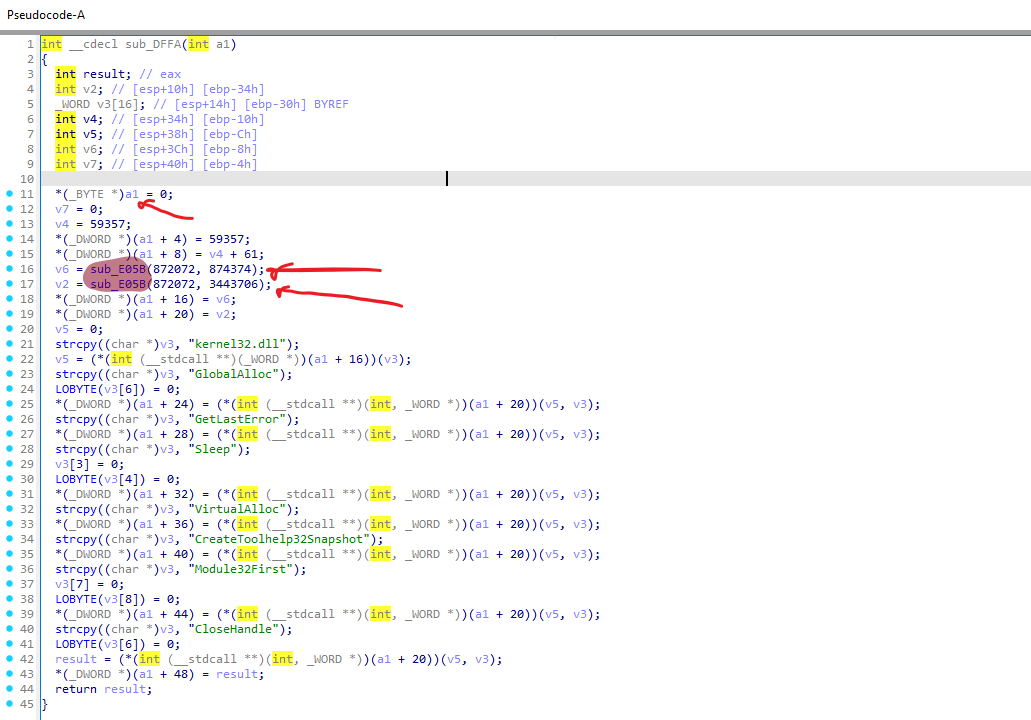 Pseudocode-A
1 int __cdecl sub_DFFA(int a1)
2 {
3 int result; // eax
4 int v2; // [esp+10h] [ebp-34h]
5 _WORD v3[16]; // [esp+14h] [ebp-30h] BYREF
6 int v4; // [esp+34h] [ebp-10h]
7 int v5; // [esp+38h] [ebp-Ch]
8 int v6; // [esp+3Ch] [ebp-8h]
9 int v7; // [esp+40h] [ebp-4h]
10
11 *(_BYTE *)a1 = 0;
12 v7 = 0;
13 v4 = 59357;
14 *(_DWORD *)(a1 + 4) = 59357;
15 *(_DWORD *)(a1 + 8) = v4 + 61;
16 v6 = sub_E05B(872072, 874374);
17 v2 = sub_E05B(872072, 3443706);
18 *(_DWORD *)(a1 + 16) = v6;
19 *(_DWORD *)(a1 + 20) = v2;
20 v5 = 0;
21 strcpy((char *)v3, "kernel32.dll");
22 v5 = (*(int (__stdcall **)(_WORD *))(a1 + 16))(v3);
23 strcpy((char *)v3, "GlobalAlloc");
24 LOBYTE(v3[6]) = 0;
25 *(_DWORD *)(a1 + 24) = (*(int (__stdcall **)(int, _WORD *))(a1 + 20))(v5, v3);
26 strcpy((char *)v3, "GetLastError");
27 *(_DWORD *)(a1 + 28) = (*(int (__stdcall **)(int, _WORD *))(a1 + 20))(v5, v3);
28 strcpy((char *)v3, "Sleep");
29 v3[3] = 0;
30 LOBYTE(v3[4]) = 0;
31 *(_DWORD *)(a1 + 32) = (*(int (__stdcall **)(int, _WORD *))(a1 + 20))(v5, v3);
32 strcpy((char *)v3, "VirtualAlloc");
33 *(_DWORD *)(a1 + 36) = (*(int (__stdcall **)(int, _WORD *))(a1 + 20))(v5, v3);
34 strcpy((char *)v3, "CreateToolhelp32Snapshot");
35 *(_DWORD *)(a1 + 40) = (*(int (__stdcall **)(int, _WORD *))(a1 + 20))(v5, v3);
36 strcpy((char *)v3, "Module32First");
37 v3[7] = 0;
38 LOBYTE(v3[8]) = 0;
39 *(_DWORD *)(a1 + 44) = (*(int (__stdcall **)(int, _WORD *))(a1 + 20))(v5, v3);
40 strcpy((char *)v3, "CloseHandle");
41 LOBYTE(v3[6]) = 0;
42 result = (*(int (__stdcall **)(int, _WORD *))(a1 + 20))(v5, v3);
43 *(_DWORD *)(a1 + 48) = result;
44 return result;
45 }